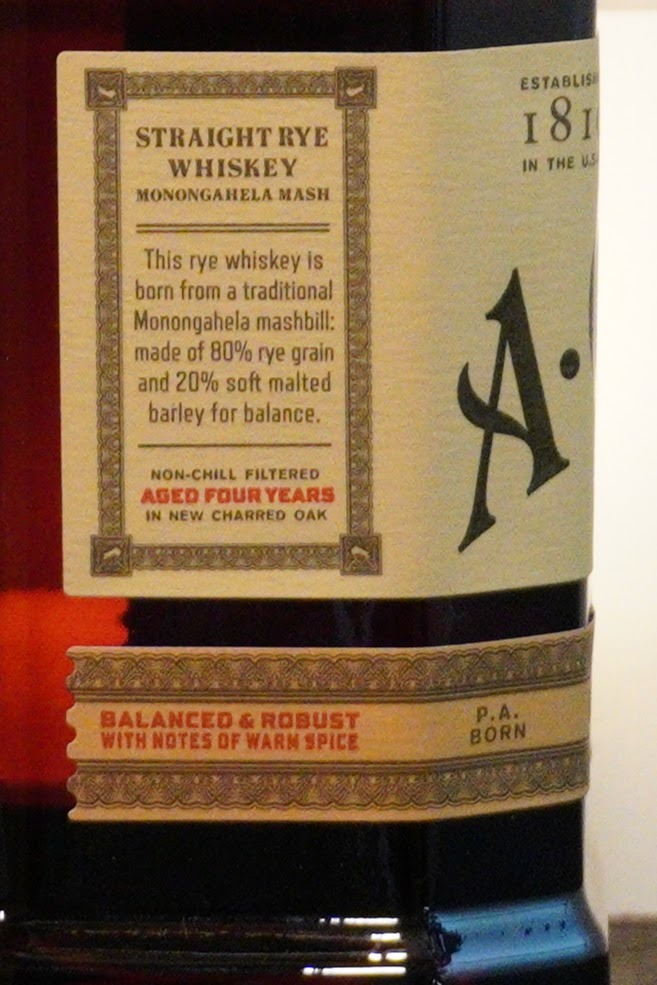 STRAIGHT RYE
WHISKEY
MONONGAHELA MASH
This rye whiskey is
born from a traditional
Monongahela mashbill:
made of 80% rye grain
and 20% soft malted
barley for balance.
NON-CHILL FILTERED
AGED FOUR YEARS
IN NEW CHARRED OAK
IN THE
A.
BALANCED & ROBUST
WITH NOTES OF WARM SPICE
P.A.
BORN